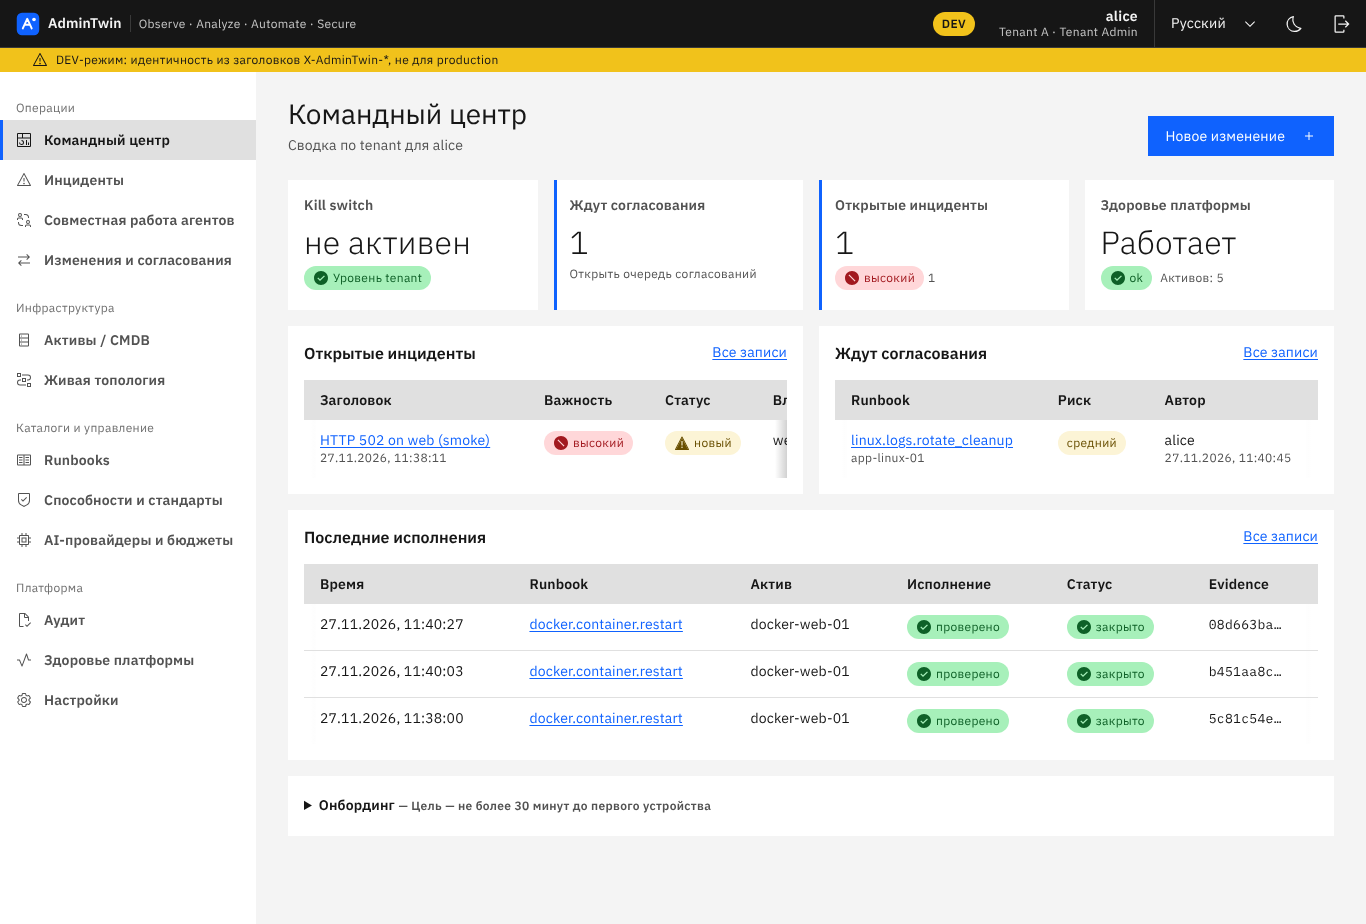 AdminTwin
Observe · Analyze · Automate · Secure
DEV
alice
Tenant A · Tenant Admin
Русский
DEV-режим: идентичность из заголовков X-AdminTwin-*, не для production
Операции
Командный центр
Инциденты
Совместная работа агентов
Изменения и согласования
Инфраструктура
Активы / CMDB
Живая топология
Каталоги и управление
Runbooks
Способности и стандарты
AI-провайдеры и бюджеты
Платформа
Аудит
Здоровье платформы
Настройки
Командный центр
Сводка по tenant для alice
Новое изменение +
Kill switch
не активен
Уровень tenant
Ждут согласования
1
Открыть очередь согласований
Открытые инциденты
1
высокий 1
Здоровье платформы
Работает
ok Активов: 5
Открытые инциденты Все записи
Заголовок Важность Статус
HTTP 502 on web (smoke) высокий новый
27.11.2026, 11:38:11
Ждут согласования Все записи
Runbook Риск Автор
linux.logs.rotate_cleanup средний alice
app-linux-01 27.11.2026, 11:40:45
Последние исполнения Все записи
Время Runbook Актив Исполнение Статус Evidence
27.11.2026, 11:40:27 docker.container.restart docker-web-01 проверено закрыто 08d663ba…
27.11.2026, 11:40:03 docker.container.restart docker-web-01 проверено закрыто b451aa8c…
27.11.2026, 11:38:00 docker.container.restart docker-web-01 проверено закрыто 5c81c54e…
Онбординг — Цель — не более 30 минут до первого устройства